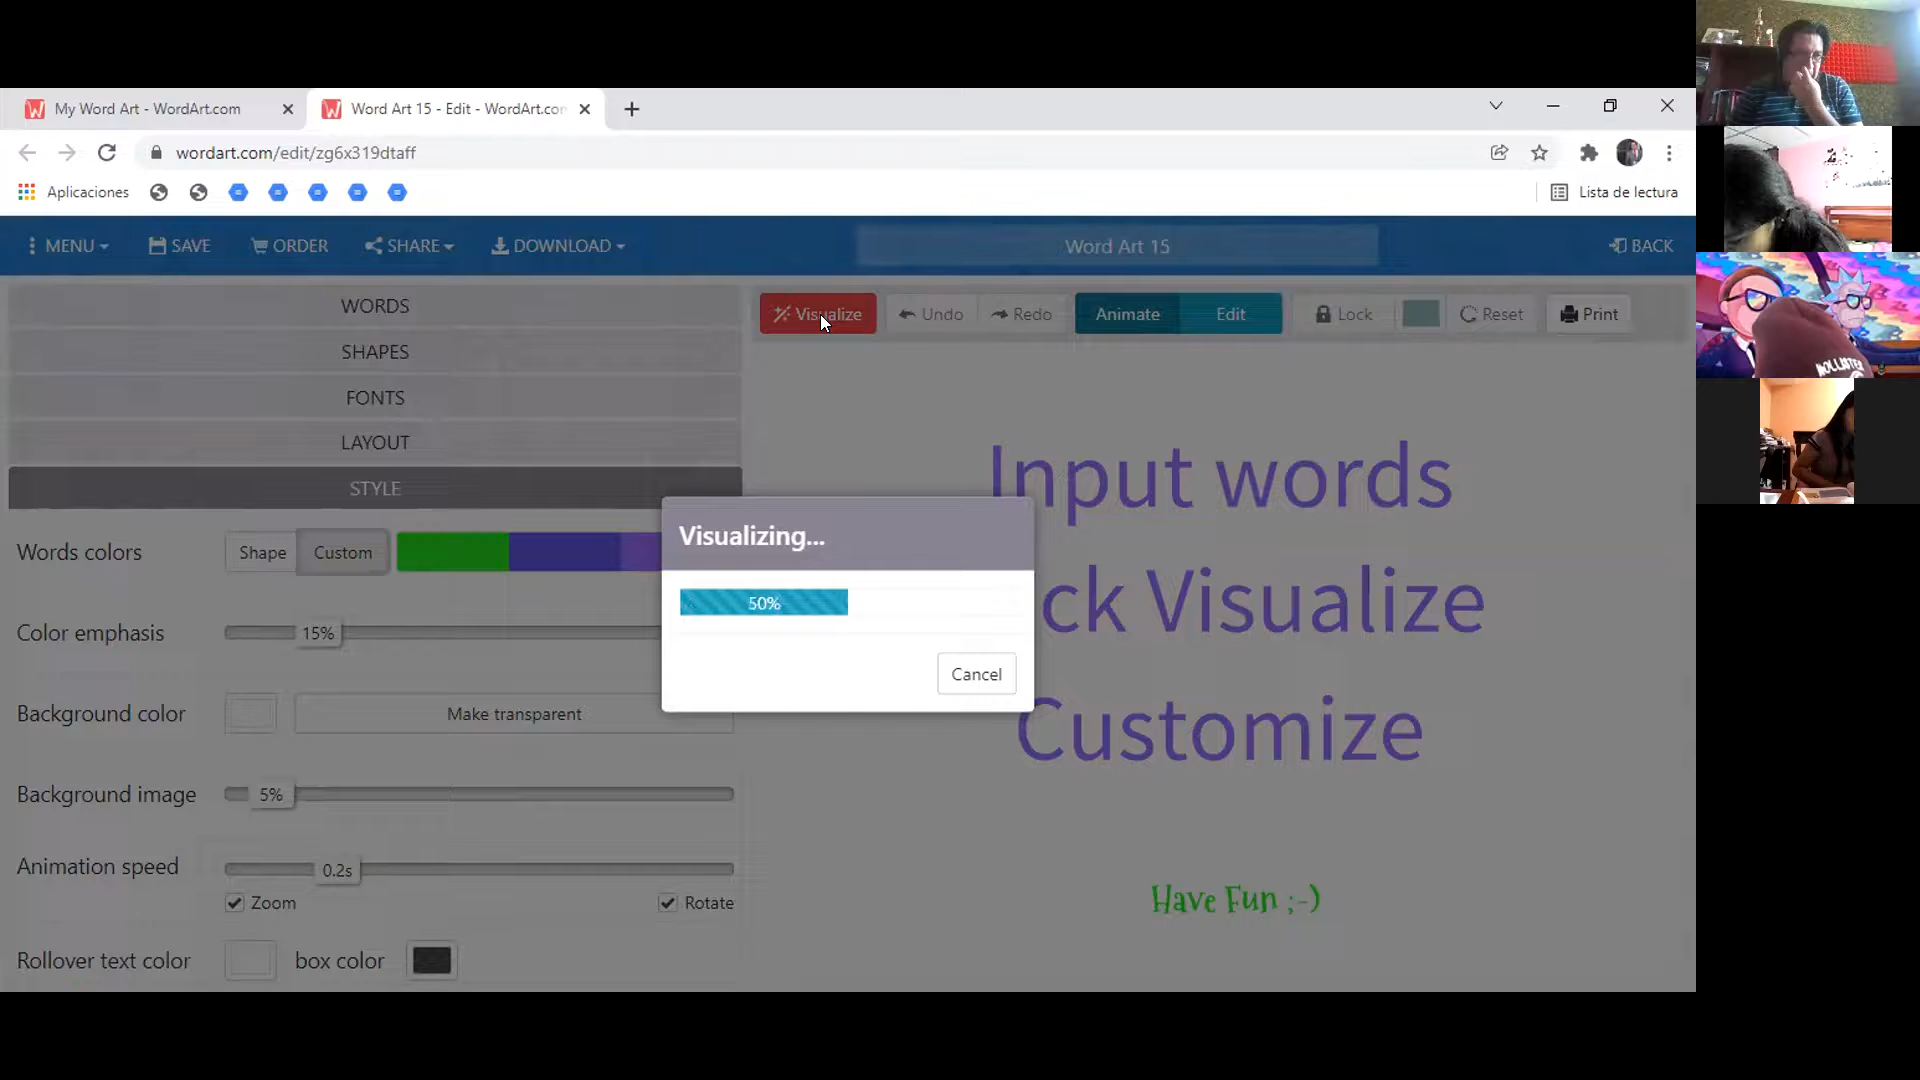 My Word Art - WordArt.com
Word Art 15 - Edit - WordArt.co
wordart.com/edit/zg6x319dtaff
Aplicaciones
Lista de lectura
MENU
SAVE
ORDER
SHARE
DOWNLOAD
Word Art 15
BACK
WORDS
SHAPES
FONTS
LAYOUT
STYLE
Visualize
Undo
Redo
Animate
Edit
Lock
Reset
Print
Words colors
Shape
Custom
Color emphasis
15%
Background color
Make transparent
Background image
5%
Animation speed
0.2s
Zoom
Rotate
Rollover text color
box color
Visualizing...
50%
Cancel
Input words
ck Visualize
Customize
Have Fun ;-)
HOLLISTER